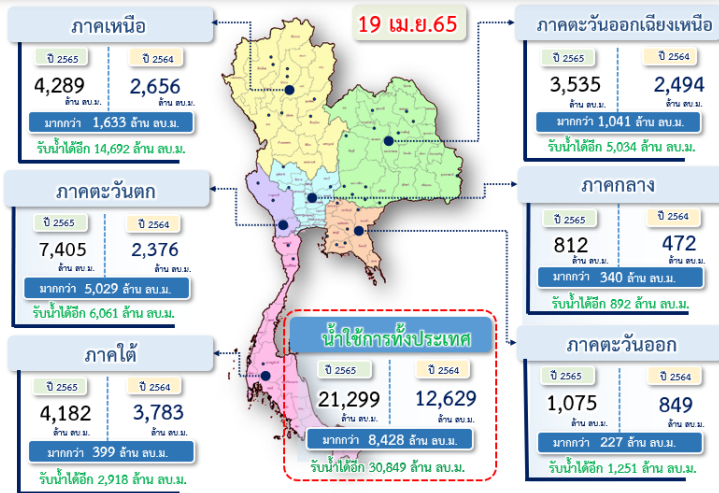 19 เม.ย.65
ภาคเหนือ
ปี 2565 ปี 2564
4,289 2,656
ล้าน ลบ.ม. ล้าน ลบ.ม.
มากกว่า 1,633 ล้าน ลบ.ม.
รับน้ำได้อีก 14,692 ล้าน ลบ.ม.
ภาคตะวันออกเฉียงเหนือ
ปี 2565 ปี 2564
3,535 2,494
ล้าน ลบ.ม. ล้าน ลบ.ม.
มากกว่า 1,041 ล้าน ลบ.ม.
รับน้ำได้อีก 5,034 ล้าน ลบ.ม.
ภาคตะวันตก
ปี 2565 ปี 2564
7,405 2,376
ล้าน ลบ.ม. ล้าน ลบ.ม.
มากกว่า 5,029 ล้าน ลบ.ม.
รับน้ำได้อีก 6,061 ล้าน ลบ.ม.
ภาคกลาง
ปี 2565 ปี 2564
812 472
ล้าน ลบ.ม. ล้าน ลบ.ม.
มากกว่า 340 ล้าน ลบ.ม.
รับน้ำได้อีก 892 ล้าน ลบ.ม.
ภาคใต้
ปี 2565 ปี 2564
4,182 3,783
ล้าน ลบ.ม. ล้าน ลบ.ม.
มากกว่า 399 ล้าน ลบ.ม.
รับน้ำได้อีก 2,918 ล้าน ลบ.ม.
น้ำใช้การทั้งประเทศ
ปี 2565 ปี 2564
21,299 12,629
ล้าน ลบ.ม. ล้าน ลบ.ม.
มากกว่า 8,428 ล้าน ลบ.ม.
รับน้ำได้อีก 30,849 ล้าน ลบ.ม.
ภาคตะวันออก
ปี 2565 ปี 2564
1,075 849
ล้าน ลบ.ม. ล้าน ลบ.ม.
มากกว่า 227 ล้าน ลบ.ม.
รับน้ำได้อีก 1,251 ล้าน ลบ.ม.